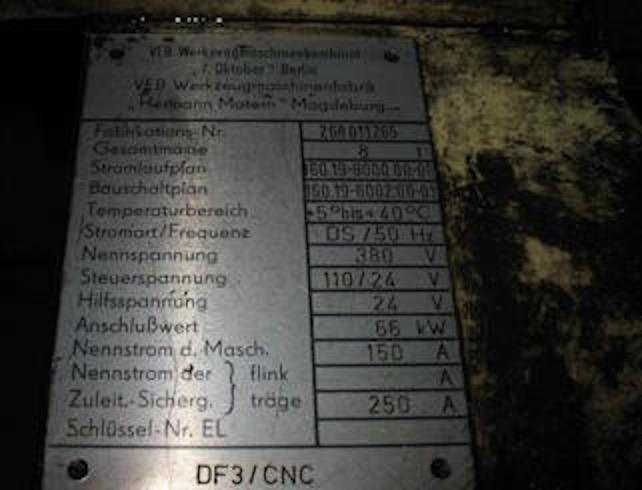 VEB Werkzeugmaschinenkombinat
„7. Oktober“ Berlin
VEB Werkzeugmaschinenfabrik
„Hermann Matern“ Magdeburg
Fabrikations-Nr. 260011265
Gesamtmasse 8 t
Stromlaufplan
Bauschaltplan
Temperaturbereich +5° bis + 40°C
Stromart/Frequenz DS /50 Hz
Nennspannung 380 V
Steuerspannung 110/24 V
Hilfsspannung 24 V
Anschlußwert 66 kW
Nennstrom d. Masch. 150 A
Nennstrom der } flink A
Zuleit.-Sicherg. } träge 250 A
Schlüssel-Nr. EL
DF3/CNC